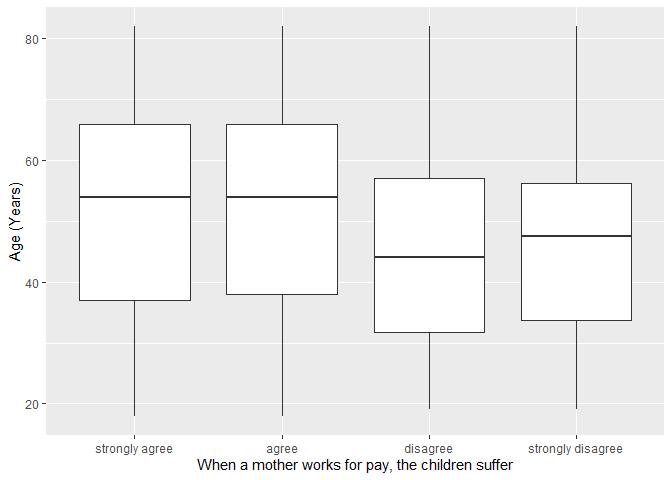 Age (Years)
80
60
40
20
strongly agree
agree
disagree
strongly disagree
When a mother works for pay, the children suffer